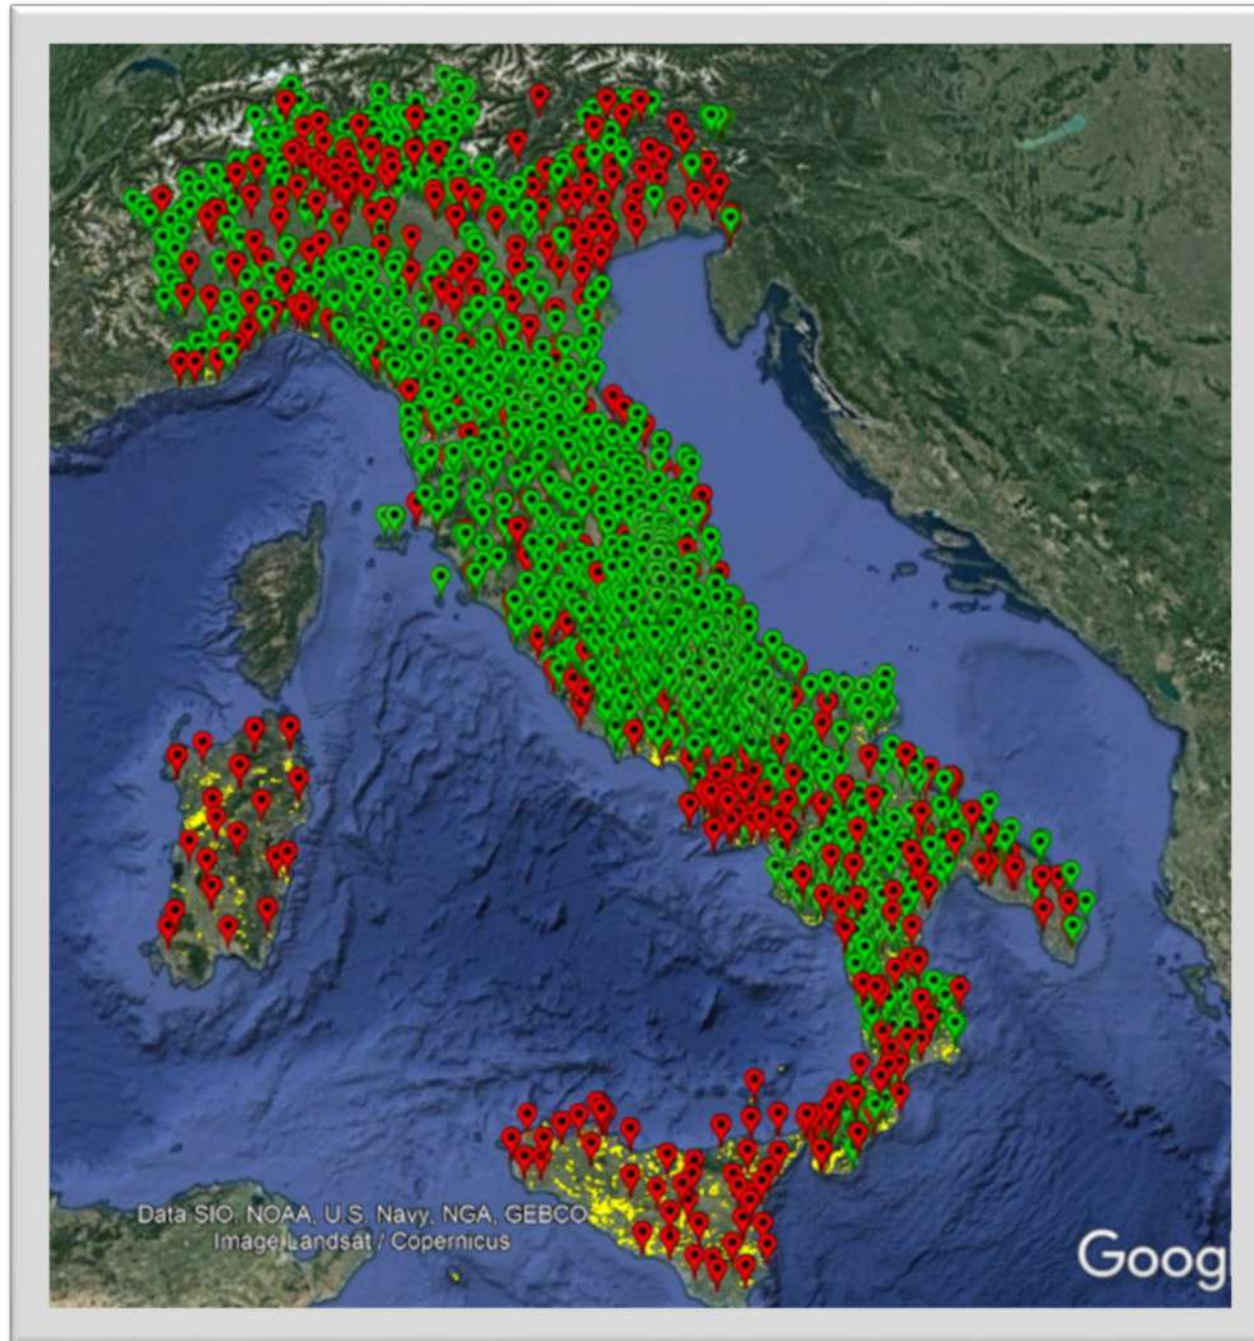 Data SIO, NOAA, U.S. Navy, NGA, GEBCO
Image Landsat / Copernicus
Goog